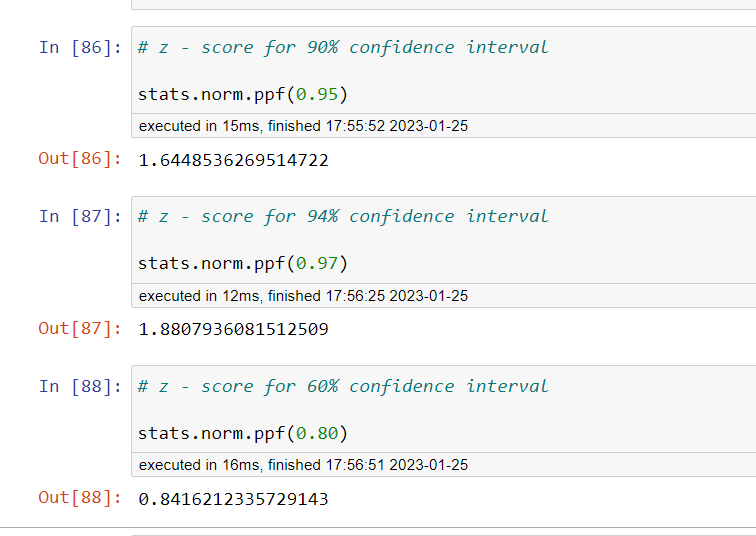 In [86]: # z - score for 90% confidence interval
stats.norm.ppf(0.95)
executed in 15ms, finished 17:55:52 2023-01-25
Out[86]: 1.6448536269514722
In [87]: # z - score for 94% confidence interval
stats.norm.ppf(0.97)
executed in 12ms, finished 17:56:25 2023-01-25
Out[87]: 1.8807936081512509
In [88]: # z - score for 60% confidence interval
stats.norm.ppf(0.80)
executed in 16ms, finished 17:56:51 2023-01-25
Out[88]: 0.8416212335729143